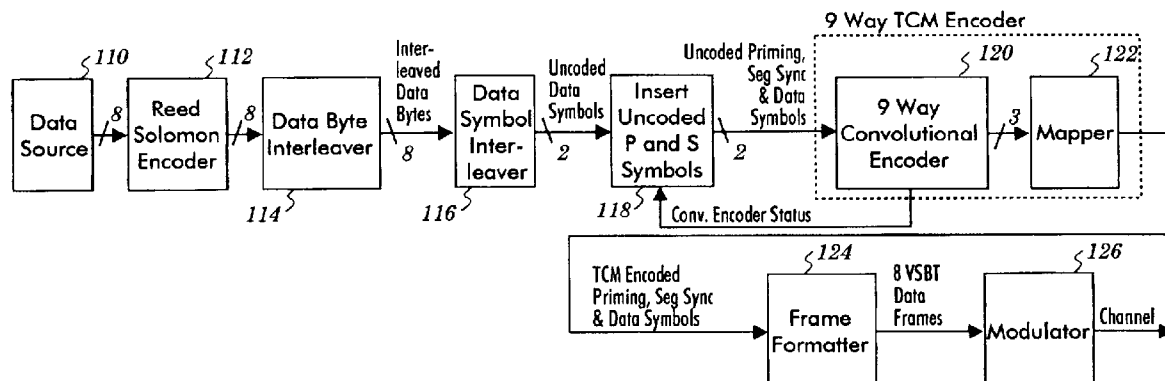 9 Way TCM Encoder
110
Data
Source
8
112
Reed
Solomon
Encoder
8
Data Byte
Interleaver
114
Inter-
leaved
Data
Bytes
8
Data
Symbol
Inter-
leaver
116
Uncoded
Data
Symbols
2
Insert
Uncoded
P and S
Symbols
118
Uncoded Priming,
Seg Sync
& Data
Symbols
2
120
9 Way
Convolutional
Encoder
3
122
Mapper
Conv. Encoder Status
TCM Encoded
Priming, Seg Sync
& Data Symbols
124
Frame
Formatter
8 VSBT
Data
Frames
126
Modulator
Channel